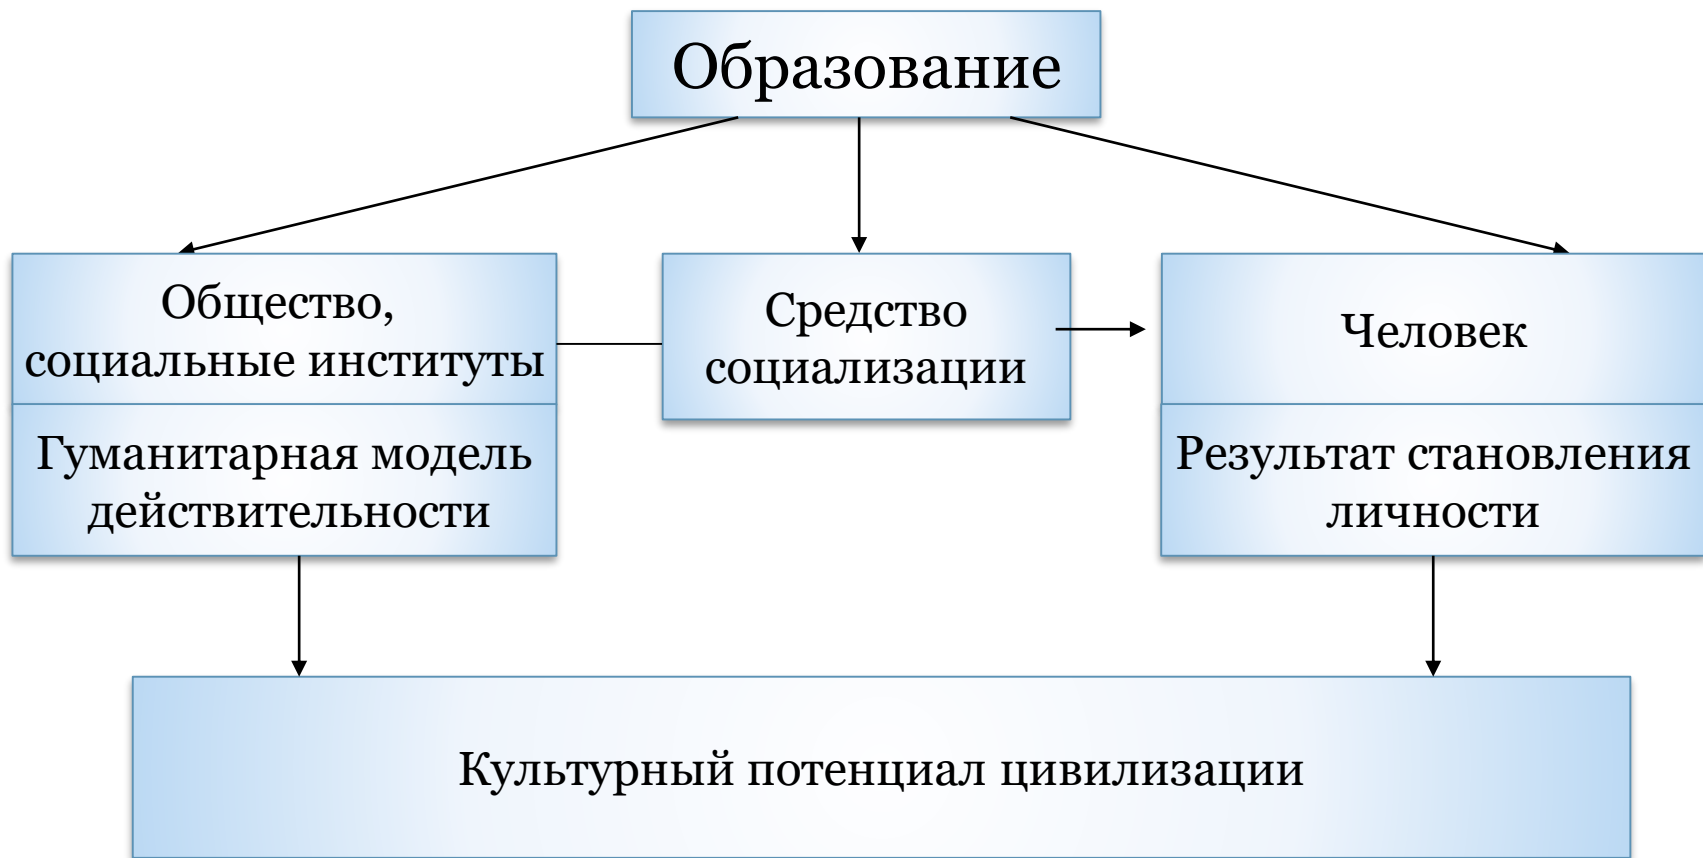 Образование
Общество,
социальные институты
Средство
социализации
Человек
Гуманитарная модель
действительности
Результат становления
личности
Культурный потенциал цивилизации